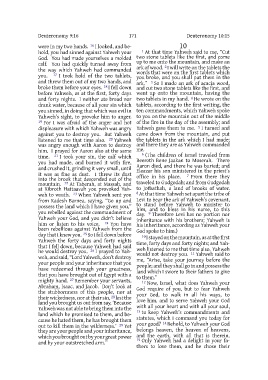 Deuteronomy 9:16
171
Deuteronomy 10:15
were in my two hands. 16 I looked, and be-
hold, you had sinned against Yahweh your
God. You had made yourselves a molded
calf. You had quickly turned away from
the way which Yahweh had commanded
you. 17 I took hold of the two tablets,
and threw them out of my two hands, and
broke them before your eyes. 18 I fell down
before Yahweh, as at the first, forty days
and forty nights. I neither ate bread nor
drank water, because of all your sin which
you sinned, in doing that which was evil in
Yahweh's sight, to provoke him to anger.
19 For I was afraid of the anger and hot
displeasure with which Yahweh was angry
against you to destroy you. But Yahweh
listened to me that time also. 20 Yahweh
was angry enough with Aaron to destroy
him. I prayed for Aaron also at the same
time. 21 I took your sin, the calf which
you had made, and burned it with fire,
and crushed it, grinding it very small, until
it was as fine as dust. I threw its dust
into the brook that descended out of the
mountain. 22 At Taberah, at Massah, and
at Kibroth Hattaavah you provoked Yah-
weh to wrath. 23 When Yahweh sent you
from Kadesh Barnea, saying, "Go up and
possess the land which I have given you,"
you rebelled against the commandment of
Yahweh your God, and you didn't believe
him or listen to his voice. 24 You have
been rebellious against Yahweh from the
day that I knew you. 25 So I fell down before
Yahweh the forty days and forty nights
that I fell down, because Yahweh had said
he would destroy you. 26 I prayed to Yah-
weh, and said, "Lord Yahweh, don't destroy
your people and your inheritance that you
have redeemed through your greatness,
that you have brought out of Egypt with a
mighty hand. 27 Remember your servants,
Abraham, Isaac, and Jacob. Don't look at
the stubbornness of this people, nor at
their wickedness, nor at their sin, 28 lest the
land you brought us out from say, 'Because
Yahweh was not able to bring them into the
land which he promised to them, and be-
cause he hated them, he has brought them
out to kill them in the wilderness.' 29 Yet
they are your people and your inheritance,
which you brought out by your great power
and by your outstretched arm."
10
1 At that time Yahweh said to me, "Cut
two stone tablets like the first, and come
up to me onto the mountain, and make an
ark of wood. 2 I will write on the tablets the
words that were on the first tablets which
you broke, and you shall put them in the
ark." 3 So I made an ark of acacia wood,
and cut two stone tablets like the first, and
went up onto the mountain, having the
two tablets in my hand. 4 He wrote on the
tablets, according to the first writing, the
ten commandments, which Yahweh spoke
to you on the mountain out of the middle
of the fire in the day of the assembly; and
Yahweh gave them to me. 5 I turned and
came down from the mountain, and put
the tablets in the ark which I had made;
and there they are as Yahweh commanded
me.
6 (The children of Israel traveled from
Beeroth Bene Jaakan to Moserah. There
Aaron died, and there he was buried; and
Eleazar his son ministered in the priest's
office in his place. 7 From there they
traveled to Gudgodah; and from Gudgodah
to Jotbathah, a land of brooks of water.
8 At that time Yahweh set apart the tribe of
Levi to bear the ark of Yahweh's covenant,
to stand before Yahweh to minister to
him, and to bless in his name, to this
day. 9 Therefore Levi has no portion nor
inheritance with his brothers; Yahweh is
his inheritance, according as Yahweh your
God spoke to him.)
10 I stayed on the mountain, as at the first
time, forty days and forty nights; and Yah-
weh listened to me that time also. Yahweh
would not destroy you. 11 Yahweh said to
me, "Arise, take your journey before the
people; and they shall go in and possess the
land which I swore to their fathers to give
to them."
12 Now, Israel, what does Yahweh your
God require of you, but to fear Yahweh
your God, to walk in all his ways, to
love him, and to serve Yahweh your God
with all your heart and with all your soul,
13 to keep Yahweh's commandments and
statutes, which I command you today for
your good? 14 Behold, to Yahweh your God
belongs heaven, the heaven of heavens,
and the earth, with all that is therein.
15 Only Yahweh had a delight in your fa-
thers to love them, and he chose their